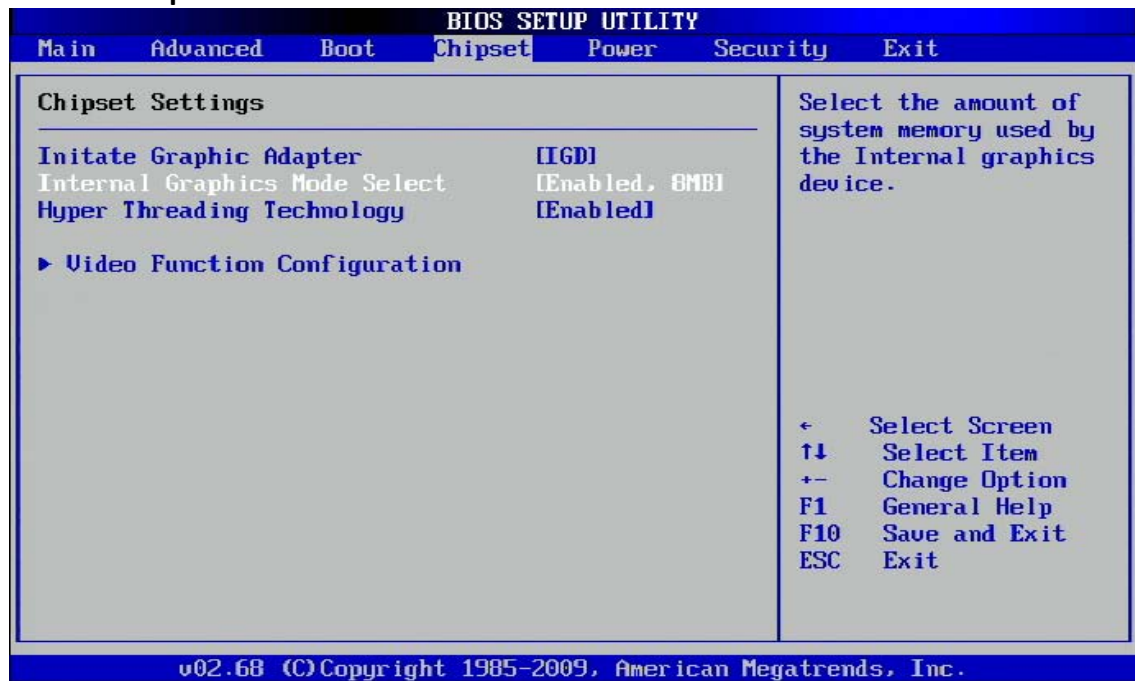 BIOS SETUP UTILITY
Main Advanced Boot Chipset Power Security Exit
Chipset Settings
Initate Graphic Adapter [IGD]
Internal Graphics Mode Select [Enabled, 8MB]
Hyper Threading Technology [Enabled]
▶ Video Function Configuration
Select the amount of
system memory used by
the Internal graphics
device.
← Select Screen
↑↓ Select Item
+- Change Option
F1 General Help
F10 Save and Exit
ESC Exit
v02.68 (C)Copyright 1985-2009, American Megatrends, Inc.